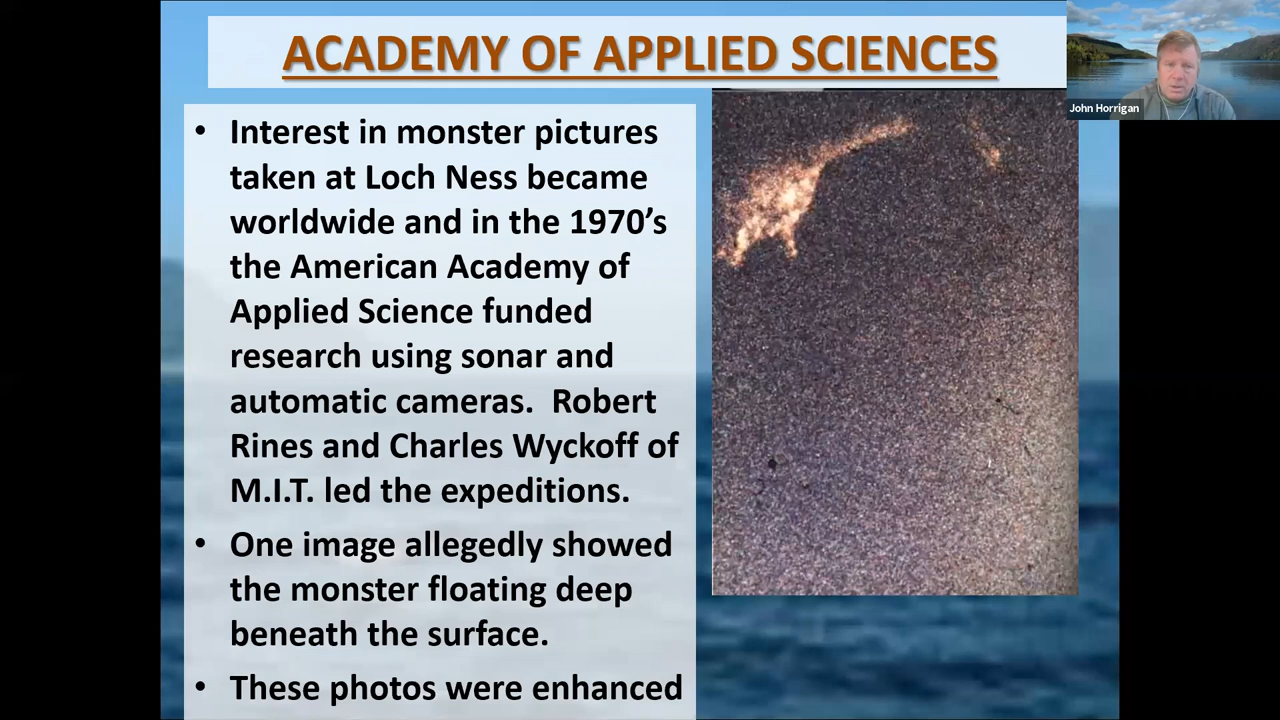 ACADEMY OF APPLIED SCIENCES
John Horrigan
• Interest in monster pictures
taken at Loch Ness became
worldwide and in the 1970’s
the American Academy of
Applied Science funded
research using sonar and
automatic cameras.  Robert
Rines and Charles Wyckoff of
M.I.T. led the expeditions.
• One image allegedly showed
the monster floating deep
beneath the surface.
• These photos were enhanced